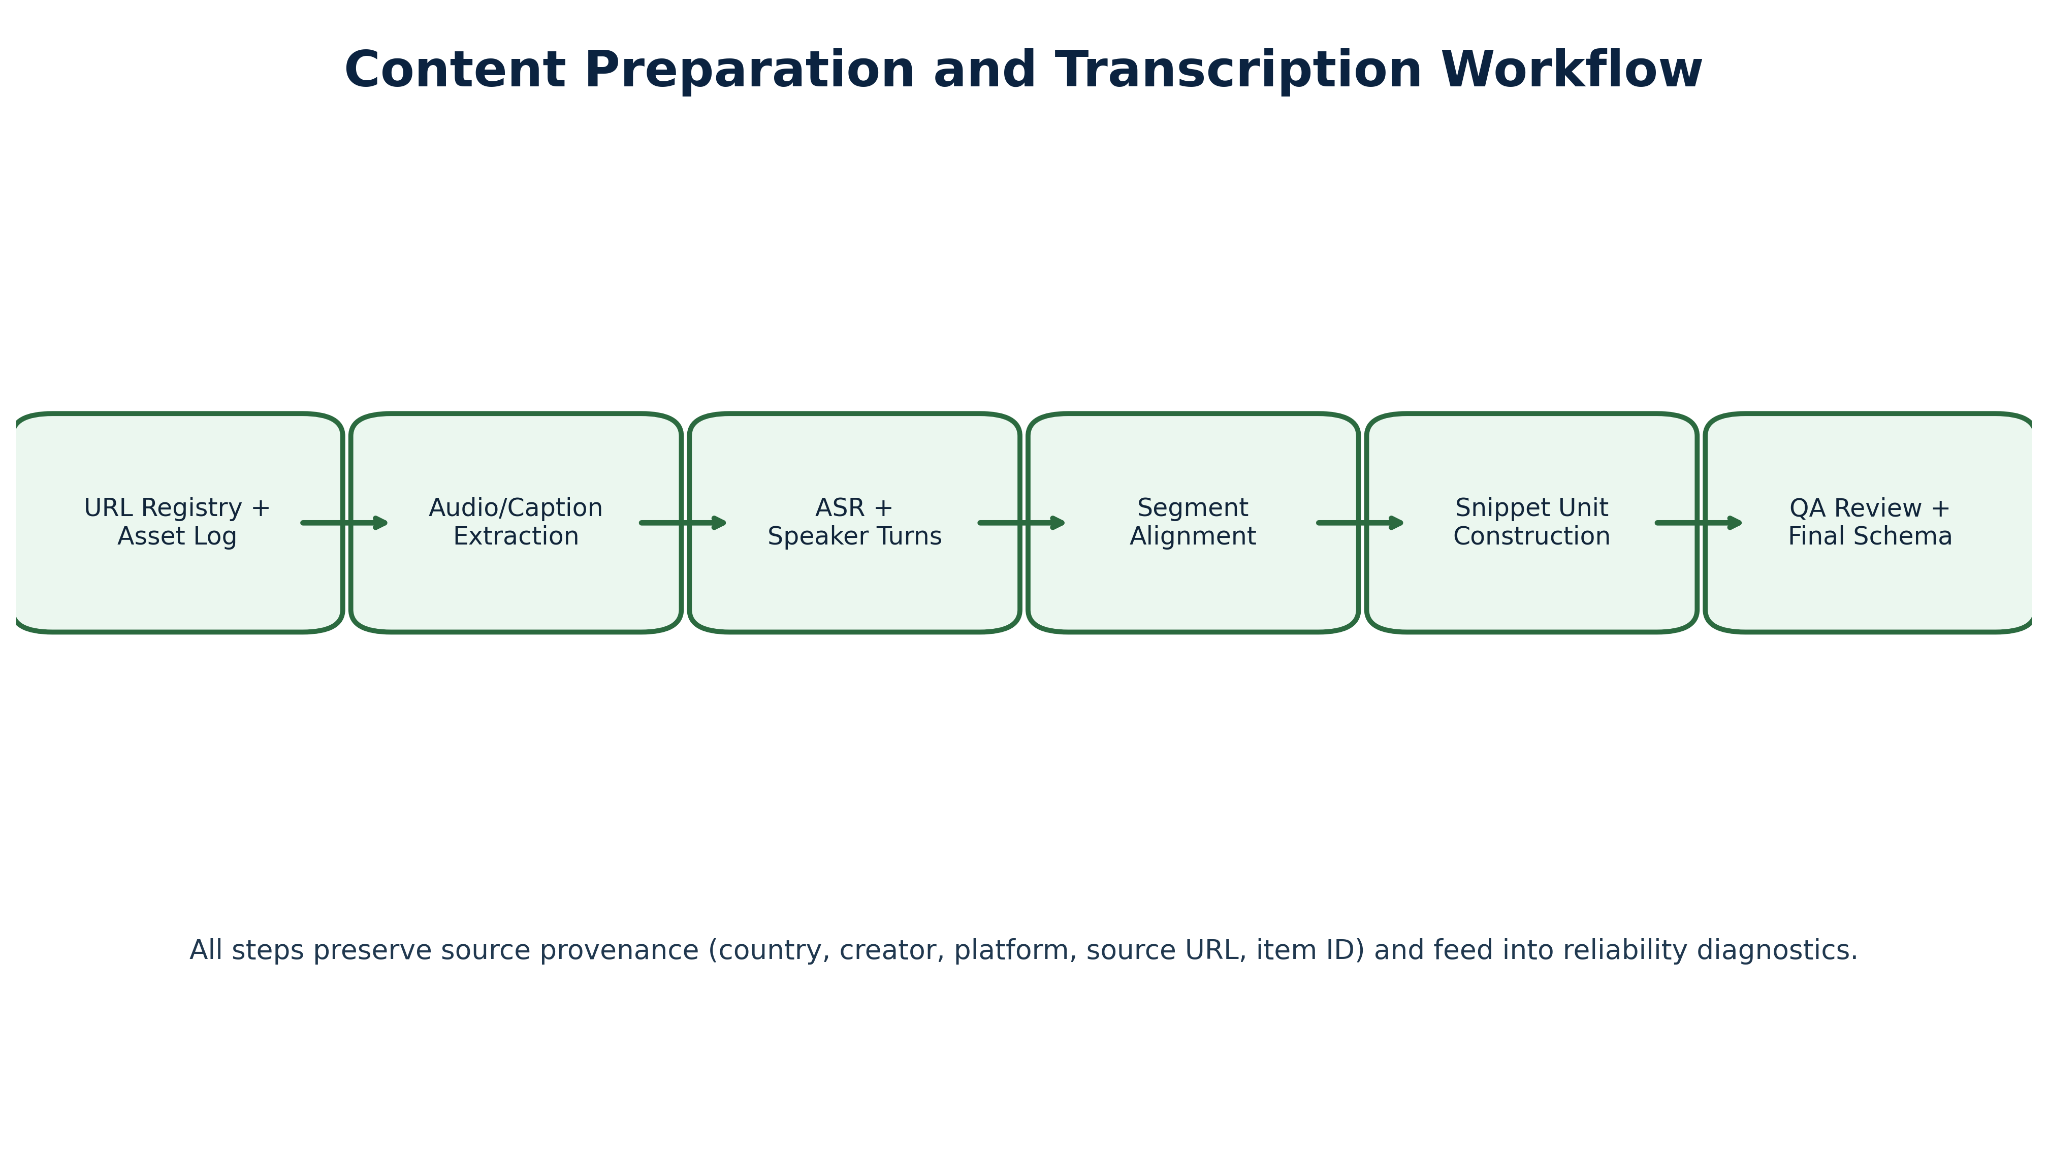 Content Preparation and Transcription Workflow
URL Registry +
Asset Log
Audio/Caption
Extraction
ASR +
Speaker Turns
Segment
Alignment
Snippet Unit
Construction
QA Review +
Final Schema
All steps preserve source provenance (country, creator, platform, source URL, item ID) and feed into reliability diagnostics.